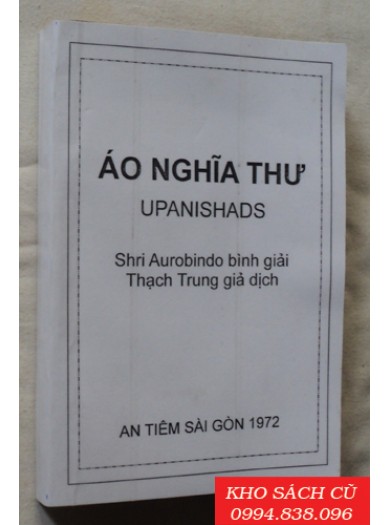 ÁO NGHĨA THƯ
UPANISHADS
Shri Aurobindo bình giải
Thạch Trung giả dịch
AN TIÊM SÀI GÒN 1972
KHO SÁCH CŨ
0994.838.096